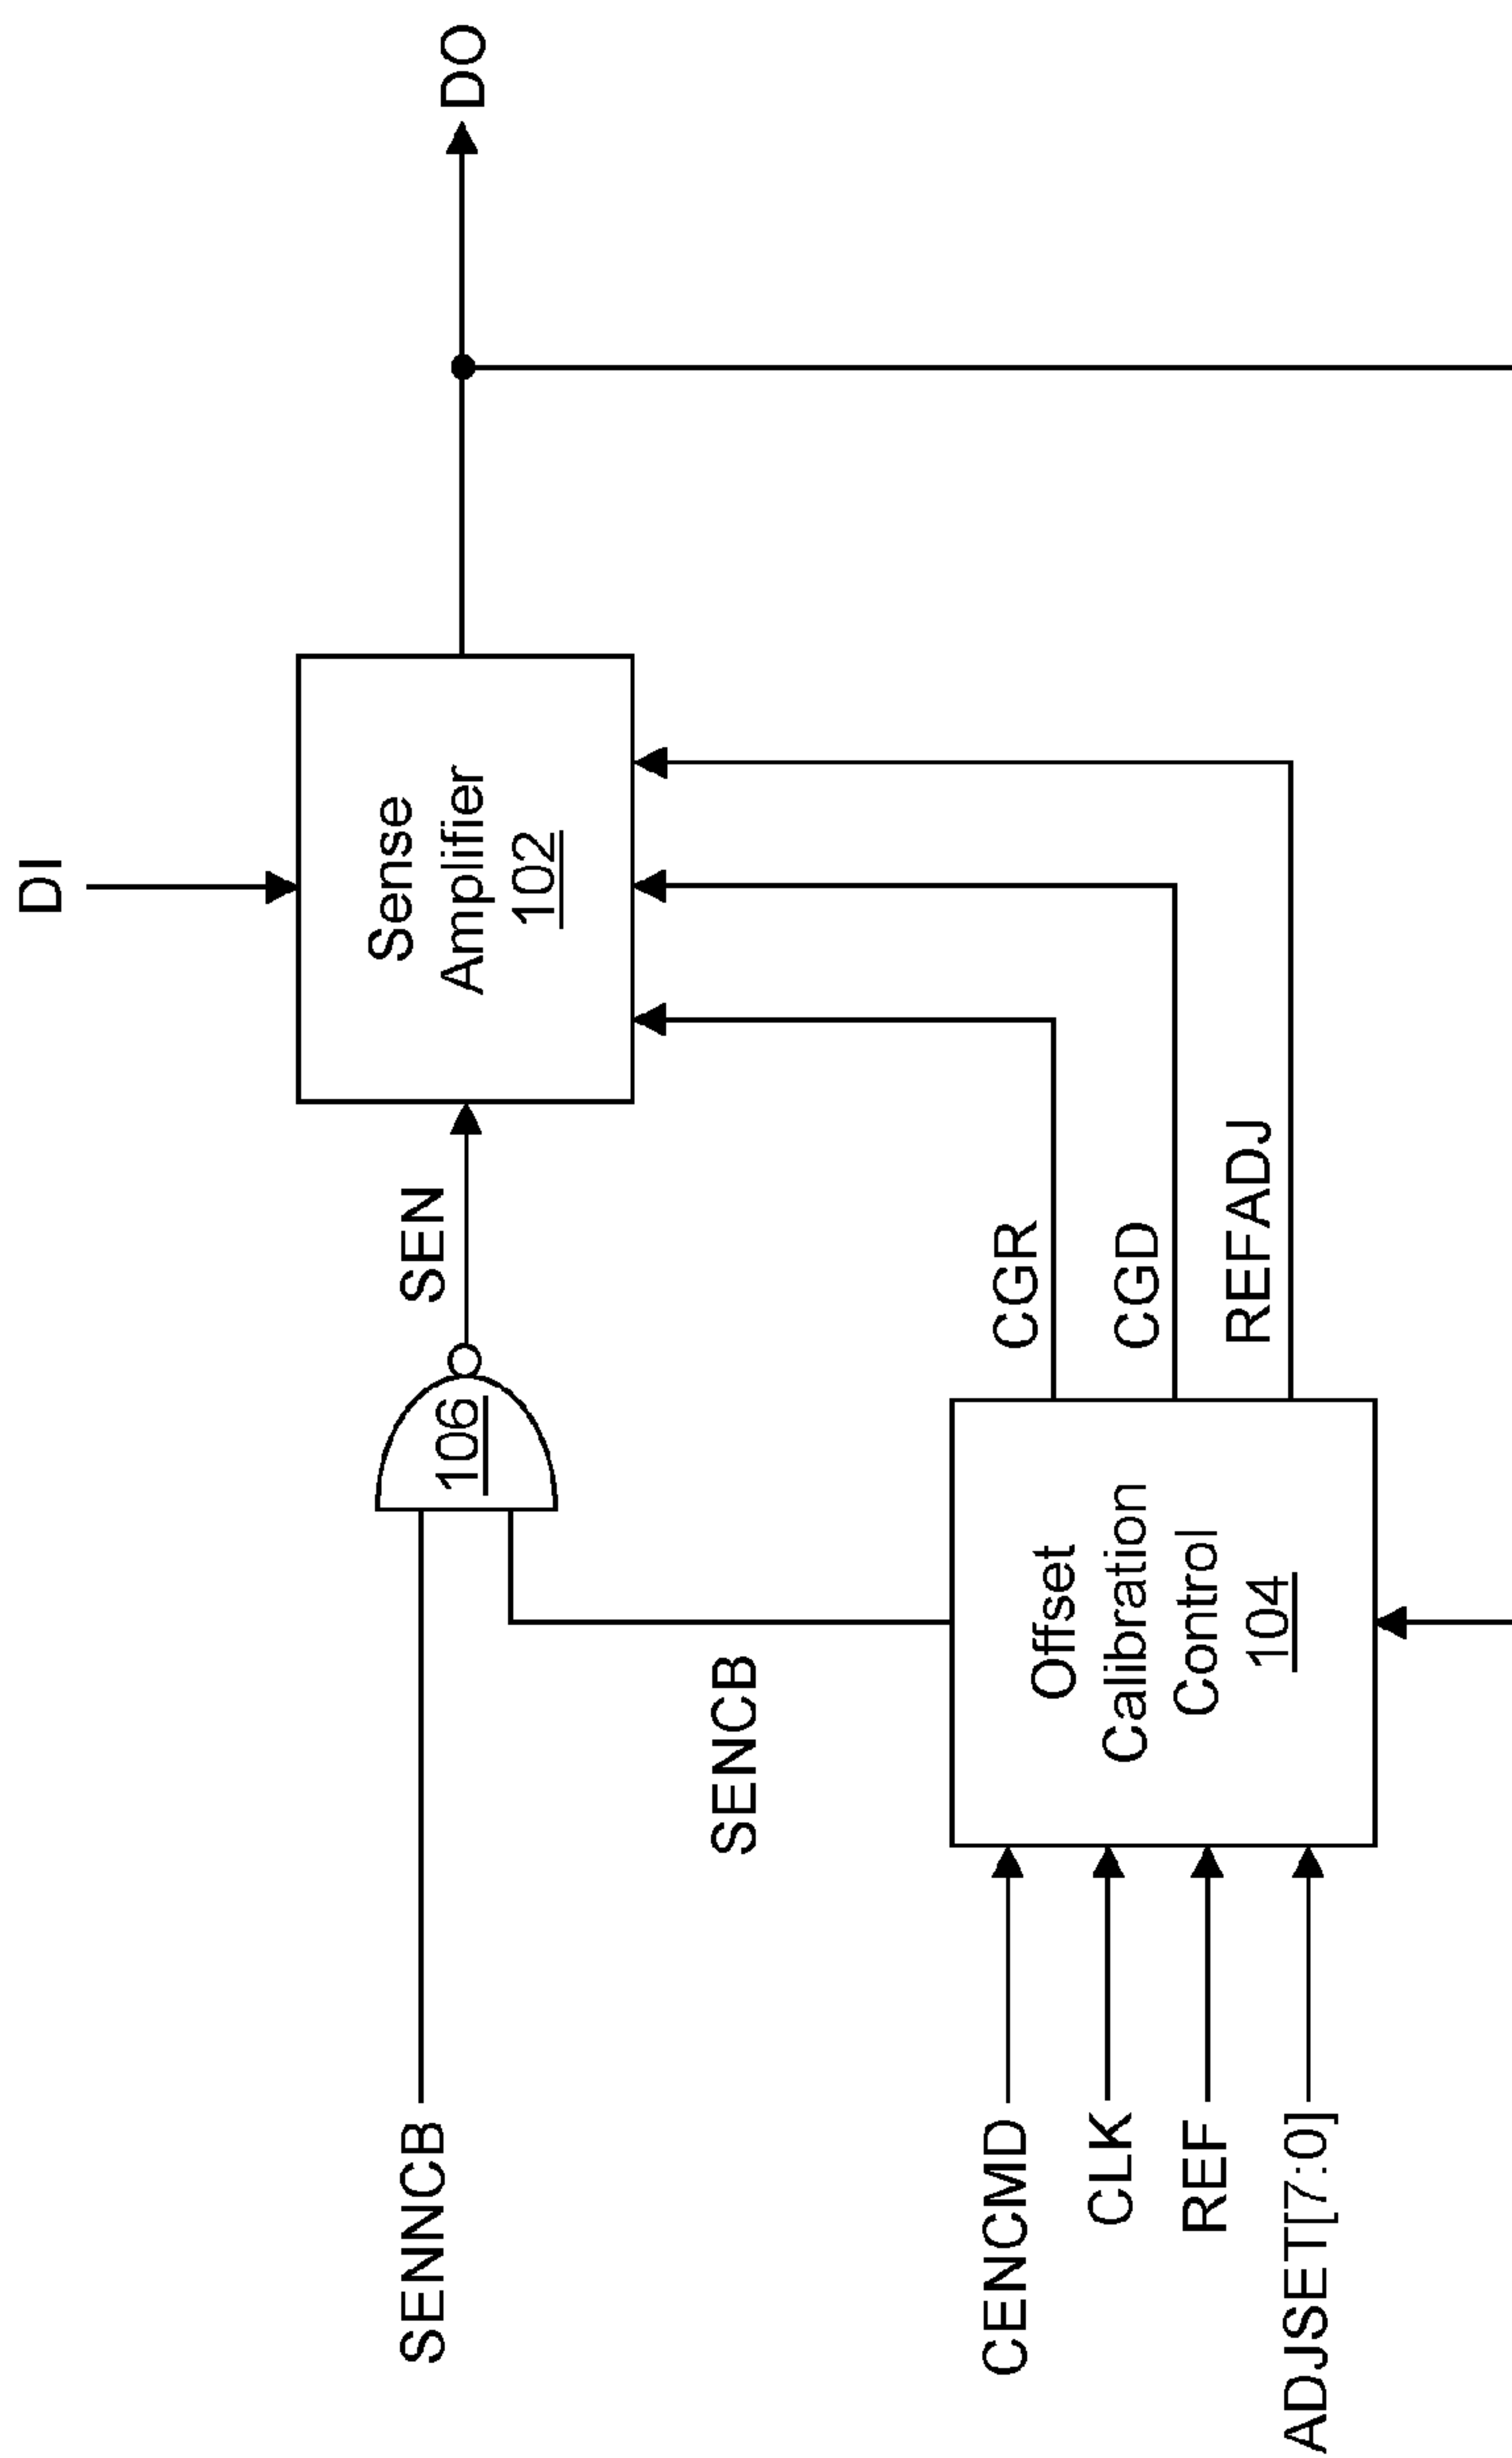 DI
SENNCB
106
SEN
Sense
Amplifier
102
DO
SENCB
CGR
CGD
REFADJ
CENCMD
CLK
REF
ADJSET[7:0]
Offset
Calibration
Control
104